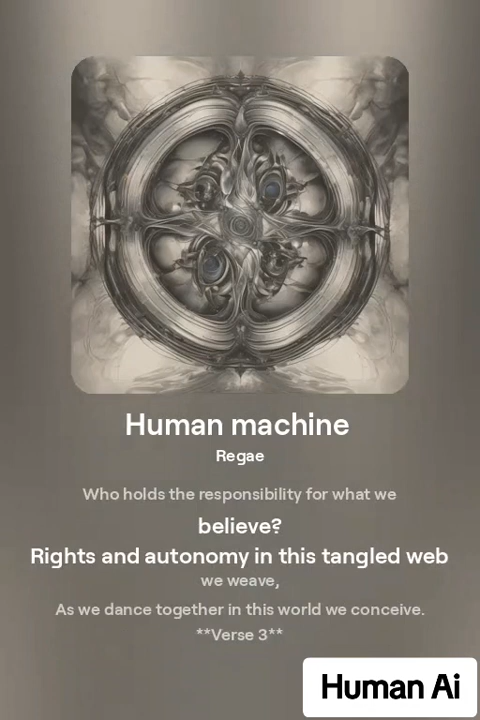 Human machine
Regae
Who holds the responsibility for what we
believe?
Rights and autonomy in this tangled web
we weave,
As we dance together in this world we conceive.
**Verse 3**
Human Ai